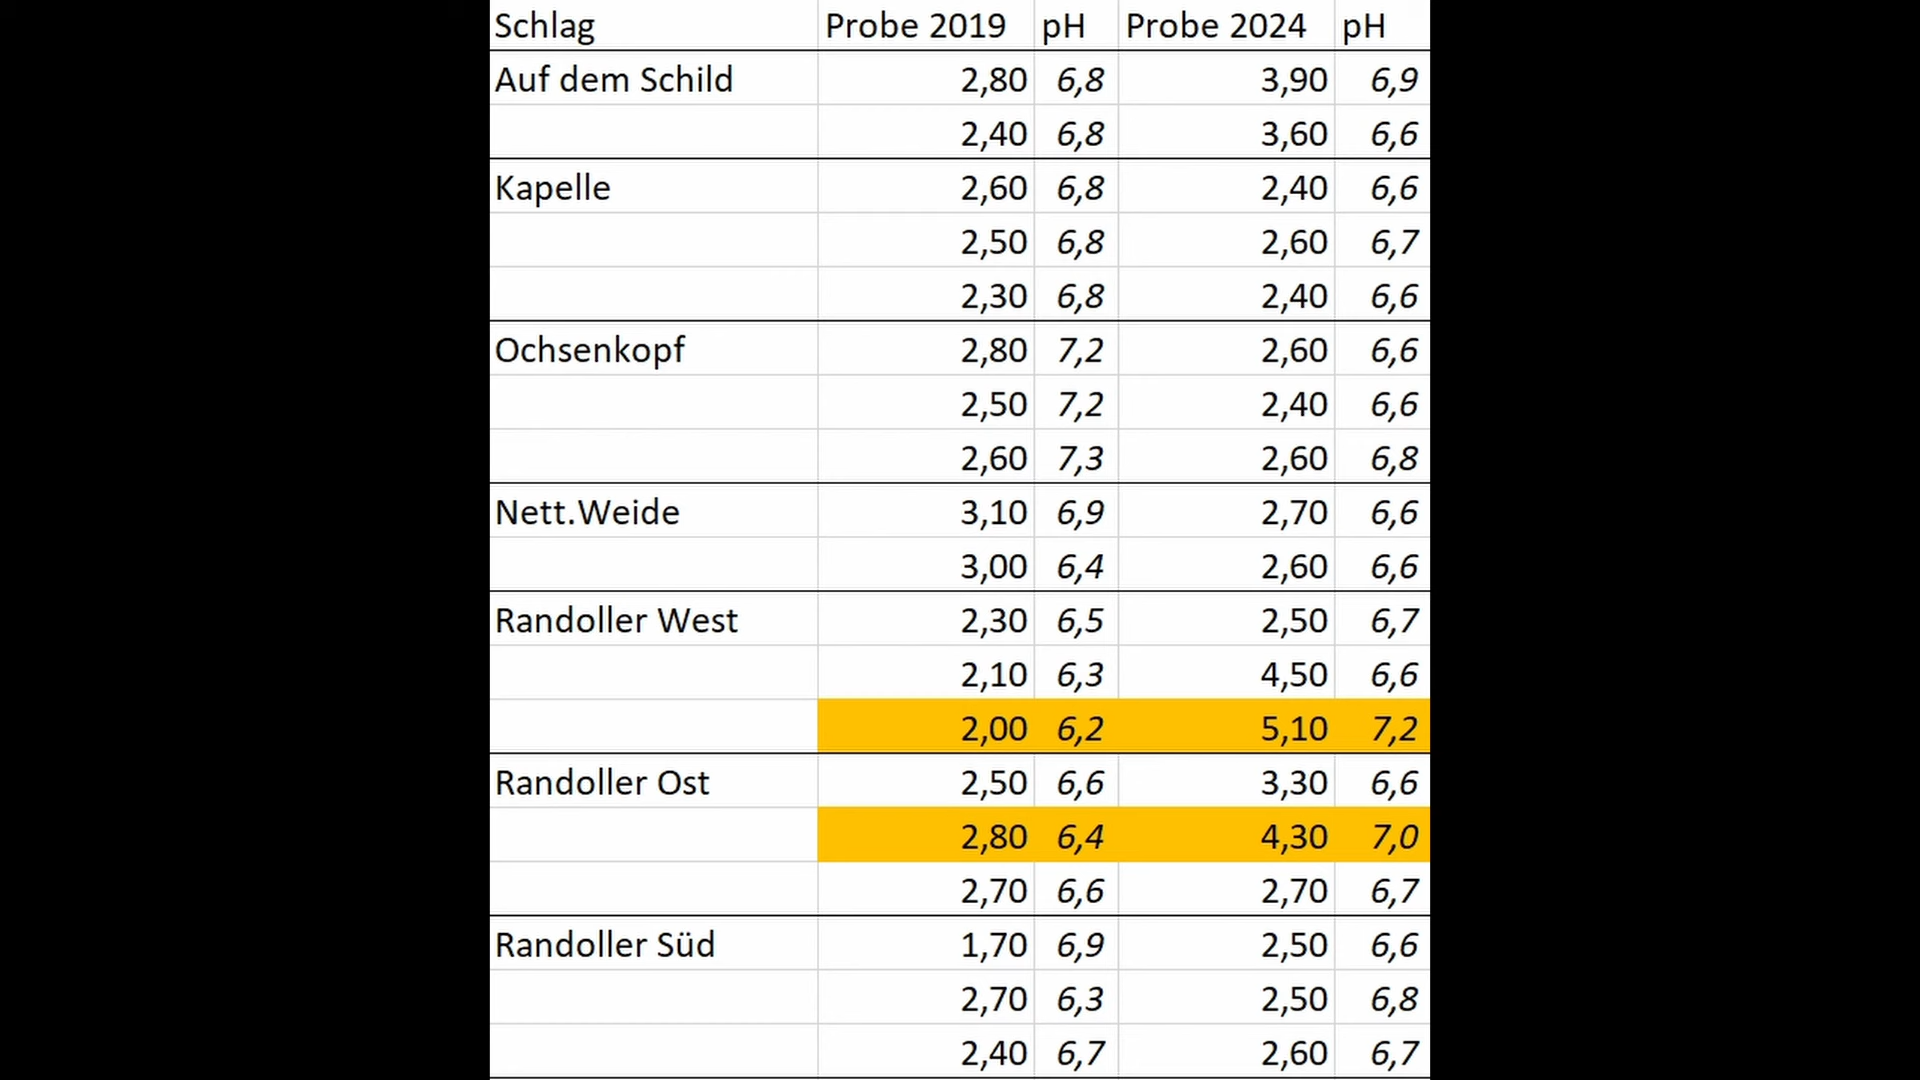 Schlag Probe 2019 pH Probe 2024 pH
Auf dem Schild 2,80 6,8 3,90 6,9
2,40 6,8 3,60 6,6
Kapelle 2,60 6,8 2,40 6,6
2,50 6,8 2,60 6,7
2,30 6,8 2,40 6,6
Ochsenkopf 2,80 7,2 2,60 6,6
2,50 7,2 2,40 6,6
2,60 7,3 2,60 6,8
Nett.Weide 3,10 6,9 2,70 6,6
3,00 6,4 2,60 6,6
Randoller West 2,30 6,5 2,50 6,7
2,10 6,3 4,50 6,6
2,00 6,2 5,10 7,2
Randoller Ost 2,50 6,6 3,30 6,6
2,80 6,4 4,30 7,0
2,70 6,6 2,70 6,7
Randoller Süd 1,70 6,9 2,50 6,6
2,70 6,3 2,50 6,8
2,40 6,7 2,60 6,7